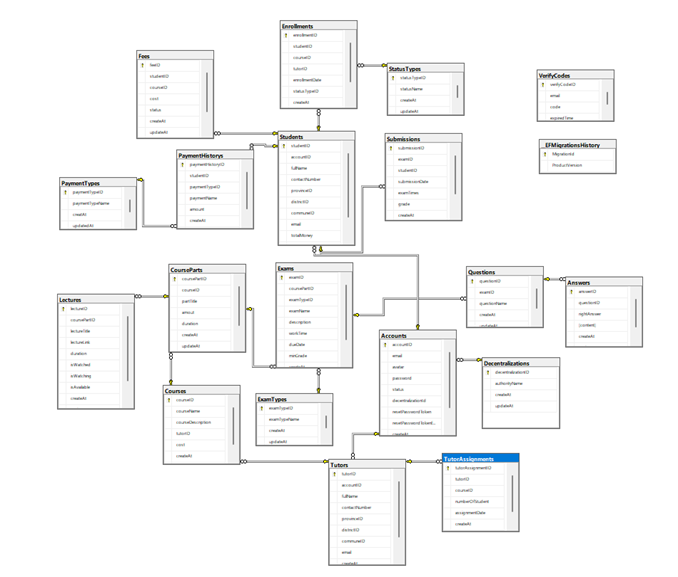 Enrollments
enrollmentID
studentID
courseID
tutorID
enrollmentDate
statusTypeID
createAt
Fees
feeID
studentID
courseID
cost
status
createAt
updateAt
StatusTypes
statusTypeID
statusName
createAt
updateAt
VerifyCodes
verifyCodeID
email
code
expiredTime
EFMigrationsHistory
MigrationId
ProductVersion
Students
studentID
accountID
fullName
contactNumber
provinceID
districtID
communeID
email
totalMoney
Submissions
submissionID
examID
studentID
submissionDate
examTimes
grade
createAt
PaymentHistorys
paymentHistoryID
studentID
paymentTypeID
paymentName
amount
createAt
PaymentTypes
paymentTypeID
paymentTypeName
createAt
updatedAt
CourseParts
coursePartID
courseID
partTitle
amout
duration
createAt
updateAt
Exams
examID
coursePartID
examTypeID
examName
description
workTime
dueDate
minGrade
createAt
Questions
questionID
examID
questionName
createAt
updateAt
Answers
answerID
questionID
rightAnswer
[content]
createAt
Lectures
lectureID
coursePartID
lectureTitle
lectureLink
duration
isWatched
isWatching
isAvailable
createAt
Accounts
accountID
email
avatar
password
status
decentralizationId
resetPasswordToken
resetPasswordTokenE...
createAt
Decentralizations
decentralizationID
authorityName
createAt
updateAt
Courses
courseID
courseName
courseDescription
tutorID
cost
createAt
ExamTypes
examTypeID
examTypeName
createAt
updateAt
Tutors
tutorID
accountID
fullName
contactNumber
provinceID
districtID
communeID
email
createAt
TutorAssignments
tutorAssignmentID
tutorID
courseID
numberOfStudent
assignmentDate
createAt